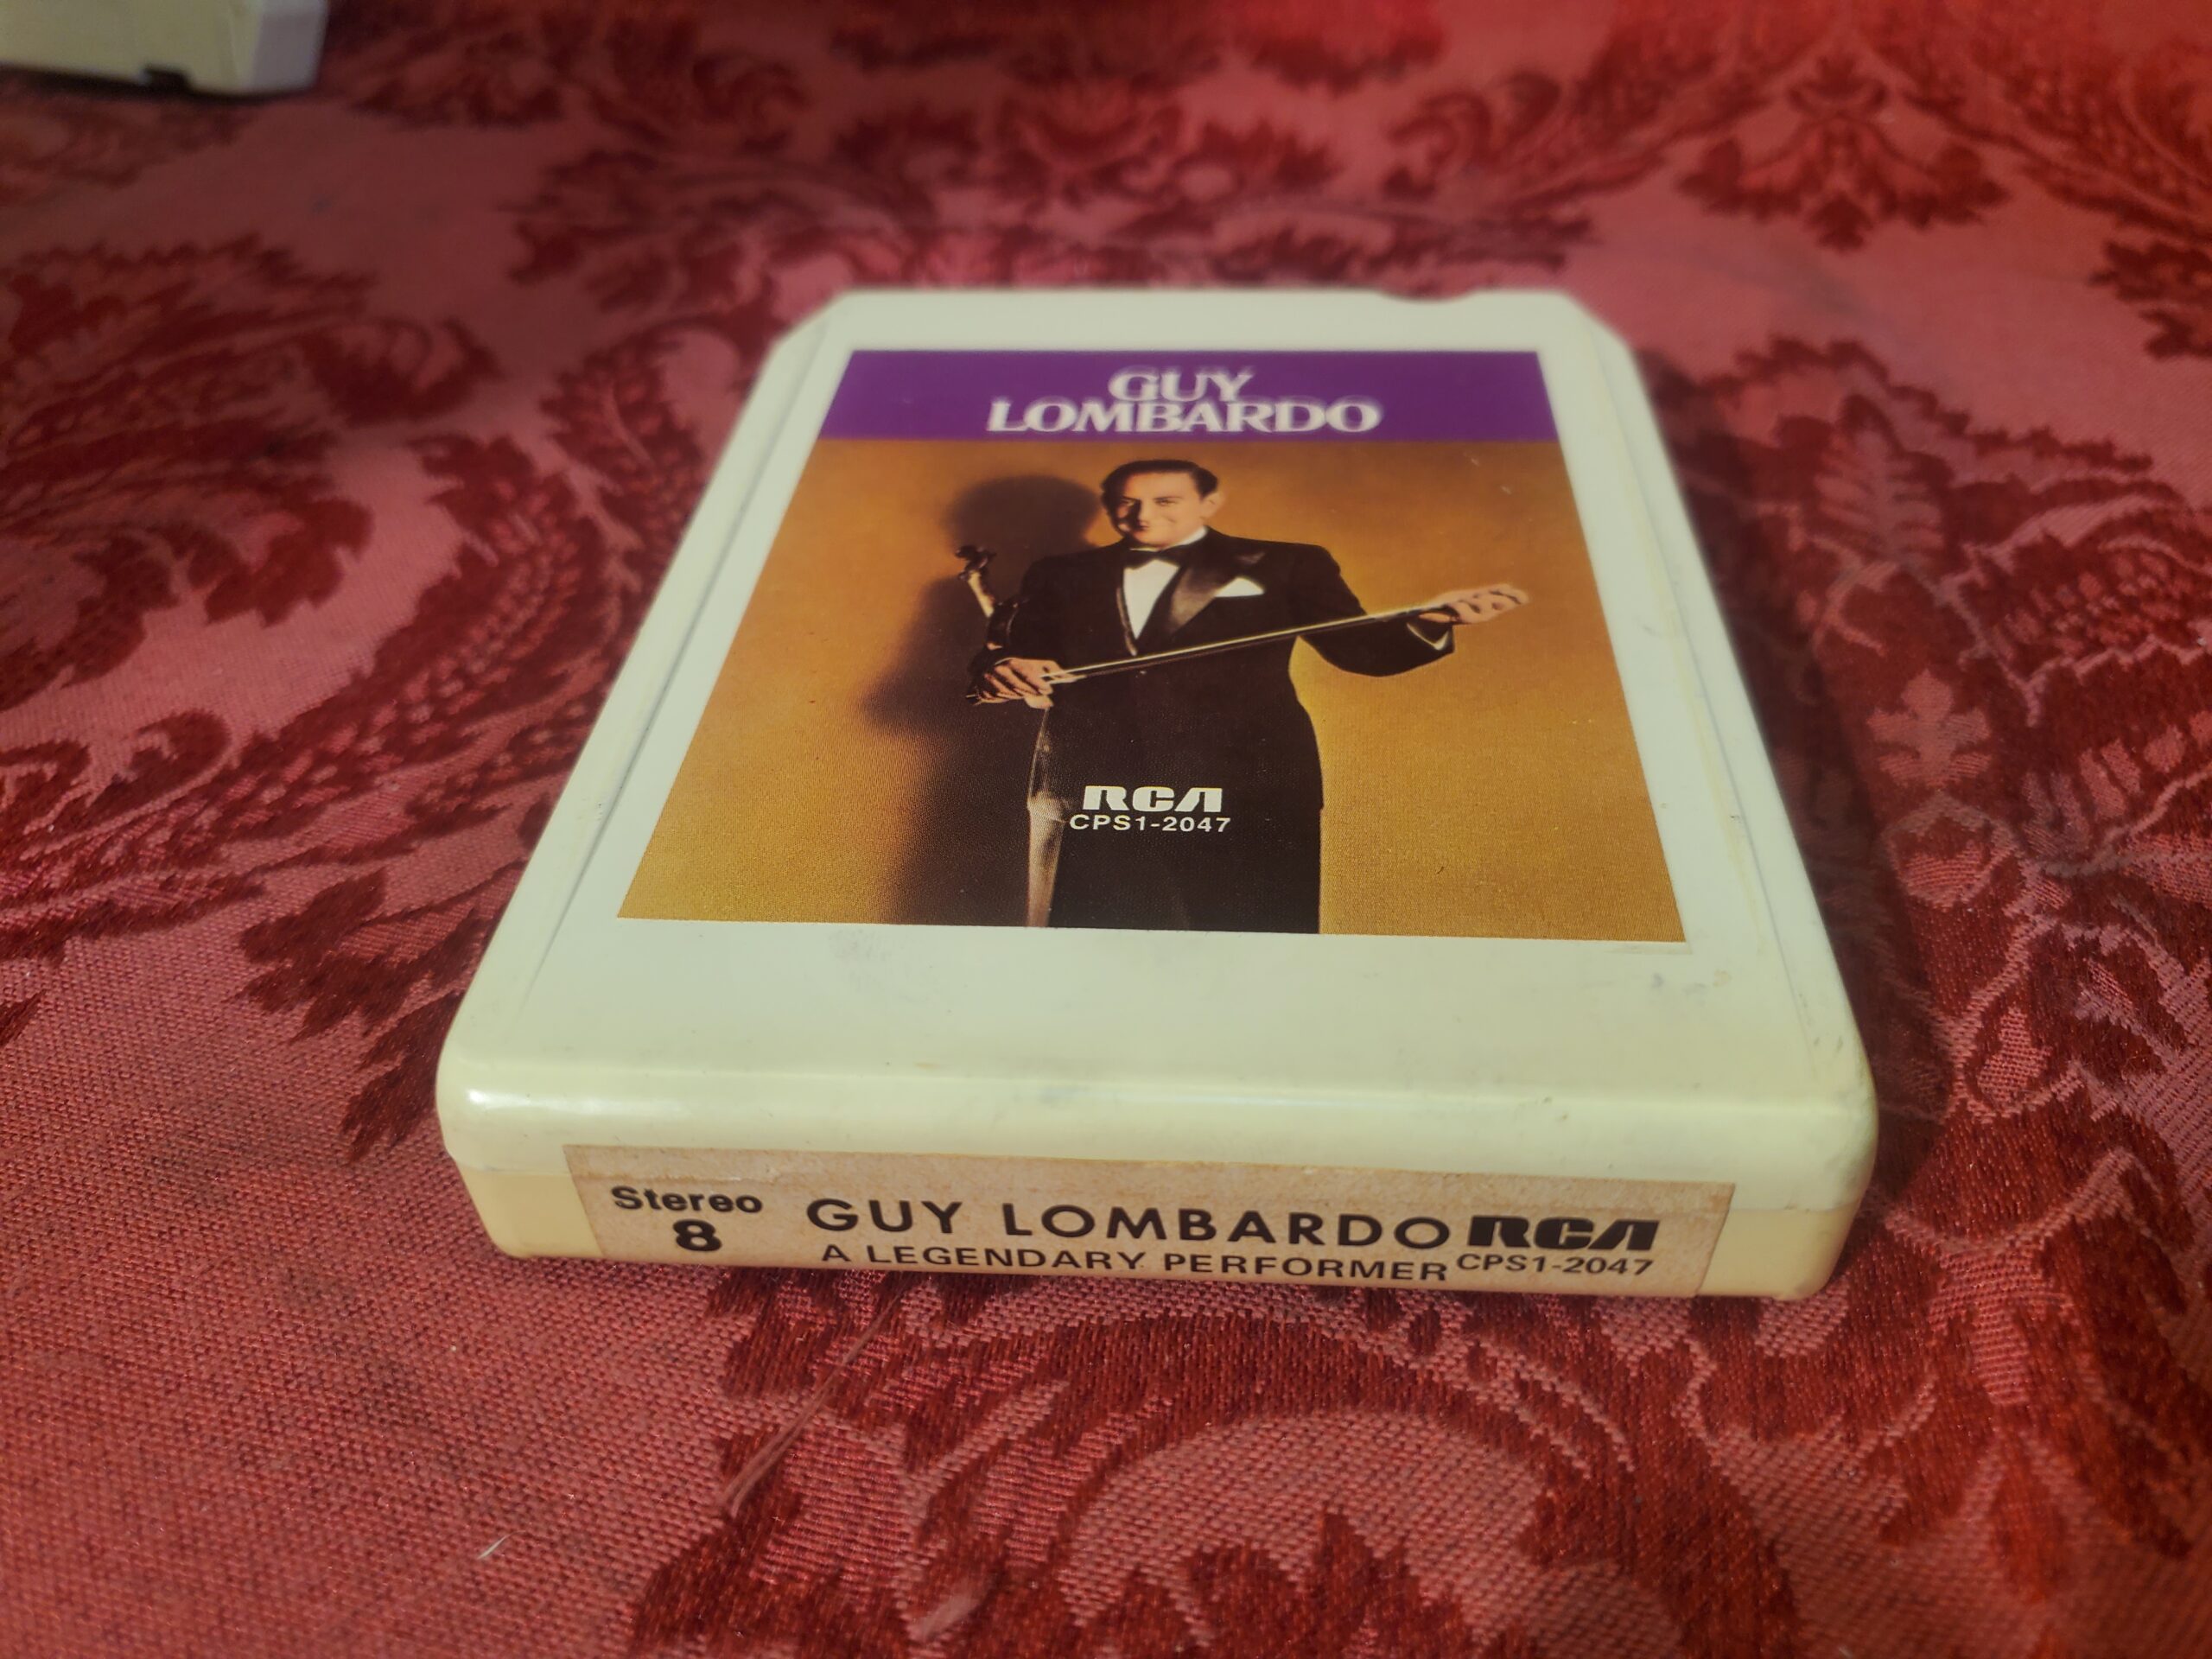 GUY
LOMBARDO
RCA
CPS1-2047
Stereo
8
GUY LOMBARDO
A LEGENDARY PERFORMER
RCA
CPS1-2047